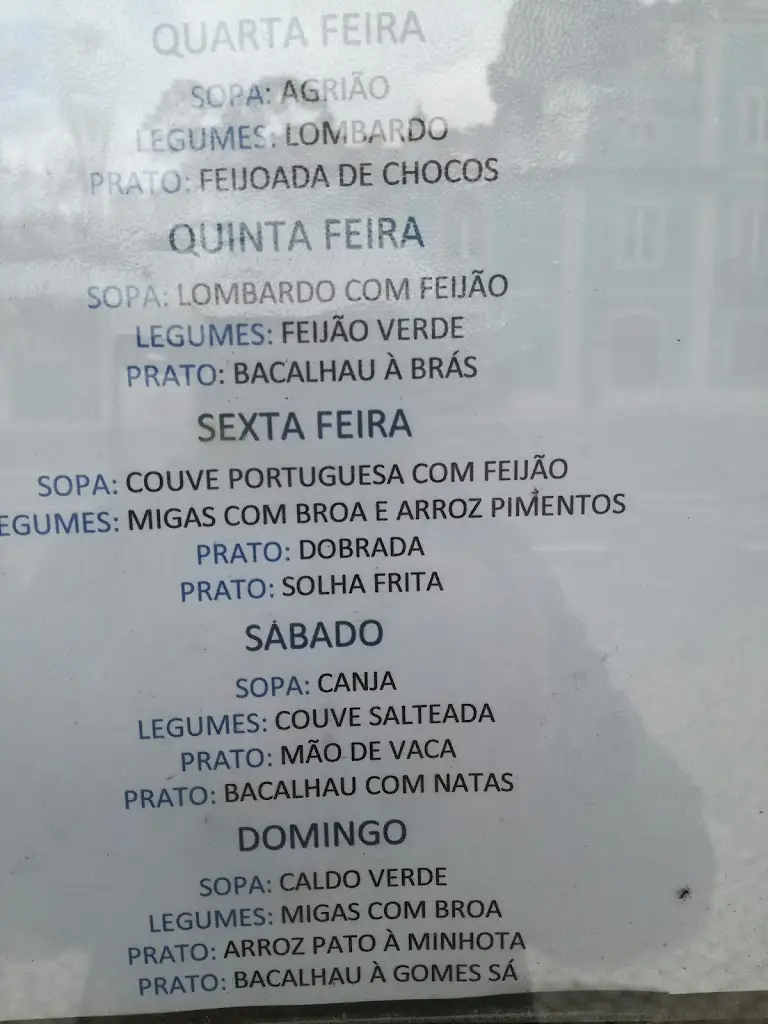 QUARTA FEIRA
SOPA: AGRIÃO
LEGUMES: LOMBARDO
PRATO: FEIJOADA DE CHOCOS
QUINTA FEIRA
SOPA: LOMBARDO COM FEIJÃO
LEGUMES: FEIJÃO VERDE
PRATO: BACALHAU À BRÁS
SEXTA FEIRA
SOPA: COUVE PORTUGUESA COM FEIJÃO
EGUMES: MIGAS COM BROA E ARROZ PIMENTOS
PRATO: DOBRADA
PRATO: SOLHA FRITA
SÁBADO
SOPA: CANJA
LEGUMES: COUVE SALTEADA
PRATO: MÃO DE VACA
PRATO: BACALHAU COM NATAS
DOMINGO
SOPA: CALDO VERDE
LEGUMES: MIGAS COM BROA
PRATO: ARROZ PATO À MINHOTA
PRATO: BACALHAU À GOMES SÁ